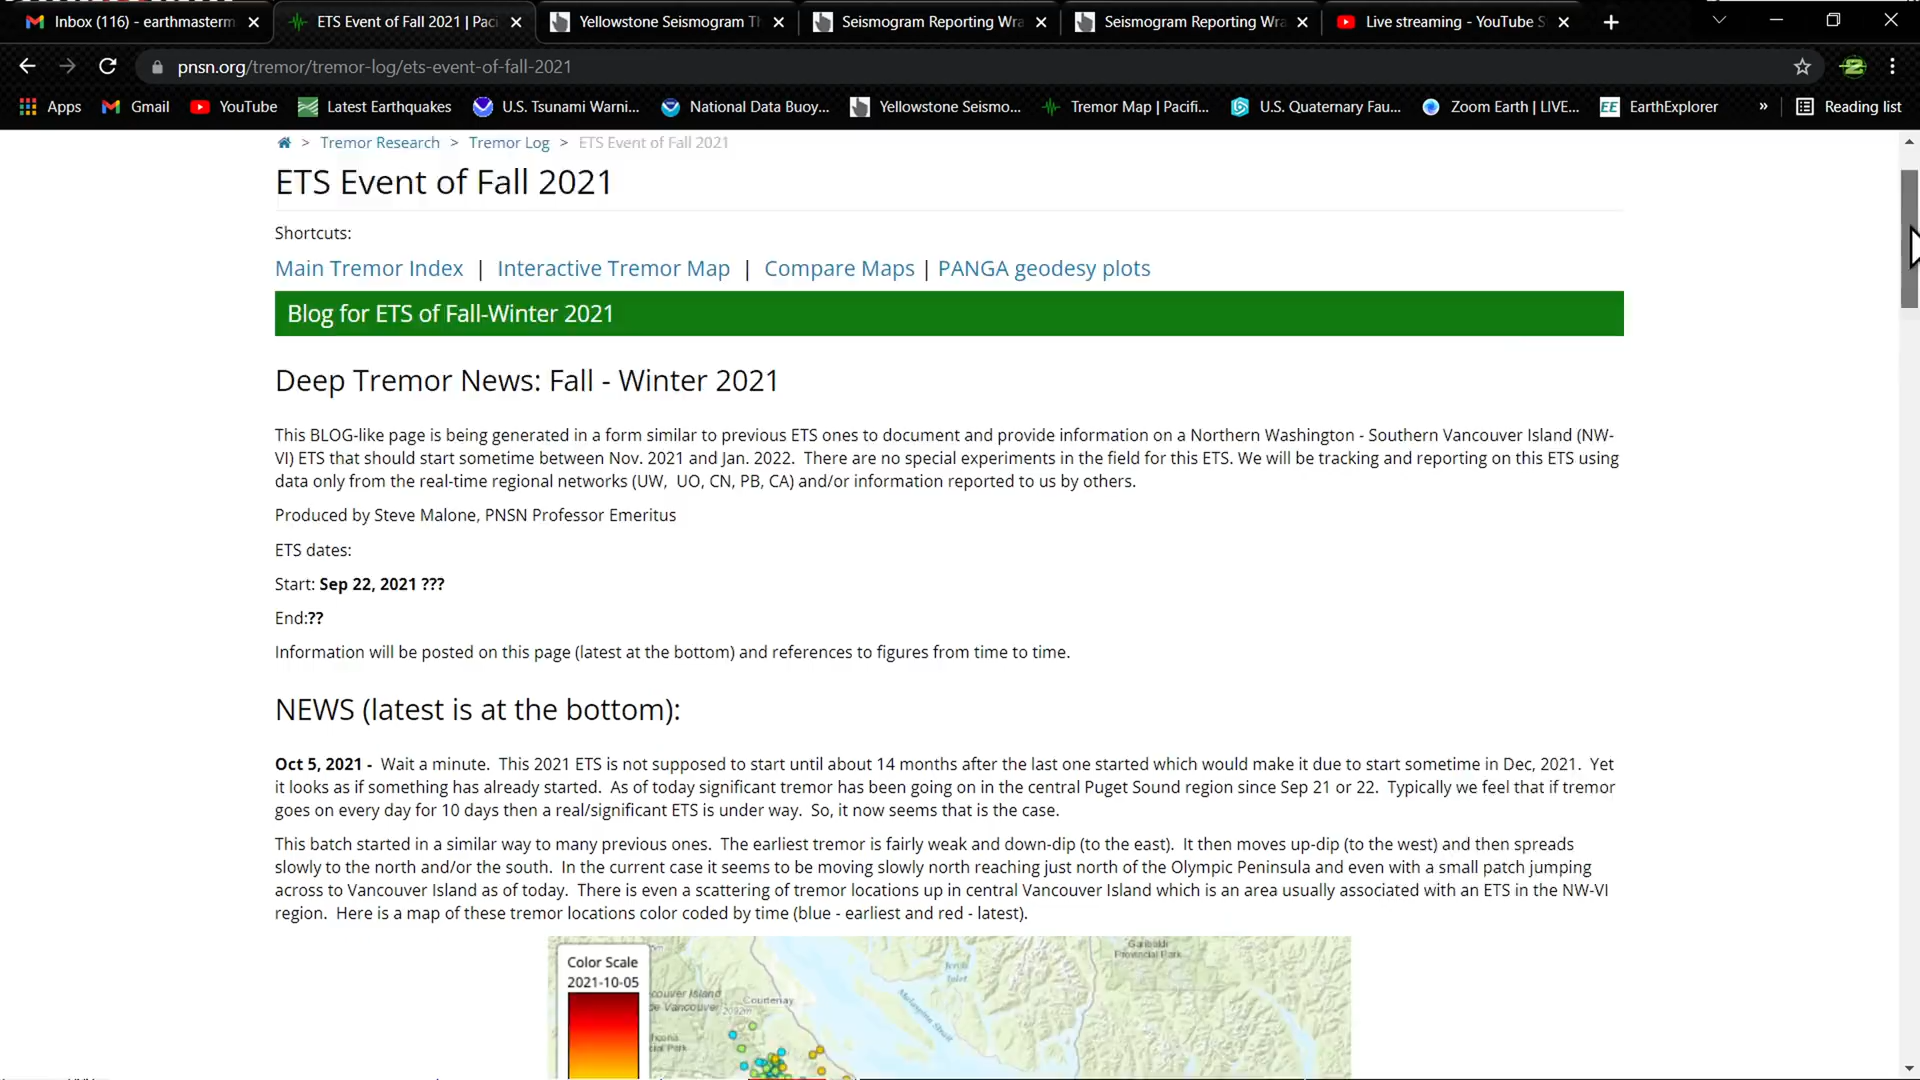 Inbox (116) - earthmasterm
ETS Event of Fall 2021 | Paci
Yellowstone Seismogram Th
Seismogram Reporting Wra
Seismogram Reporting Wra
Live streaming - YouTube S
pnsn.org/tremor/tremor-log/ets-event-of-fall-2021
Apps Gmail YouTube Latest Earthquakes U.S. Tsunami Warni... National Data Buoy... Yellowstone Seismo... Tremor Map | Pacifi... U.S. Quaternary Fau... Zoom Earth | LIVE... EE EarthExplorer » Reading list
> Tremor Research > Tremor Log > ETS Event of Fall 2021
ETS Event of Fall 2021
Shortcuts:
Main Tremor Index | Interactive Tremor Map | Compare Maps | PANGA geodesy plots
Blog for ETS of Fall-Winter 2021
Deep Tremor News: Fall - Winter 2021
This BLOG-like page is being generated in a form similar to previous ETS ones to document and provide information on a Northern Washington - Southern Vancouver Island (NW-
VI) ETS that should start sometime between Nov. 2021 and Jan. 2022. There are no special experiments in the field for this ETS. We will be tracking and reporting on this ETS using
data only from the real-time regional networks (UW, UO, CN, PB, CA) and/or information reported to us by others.
Produced by Steve Malone, PNSN Professor Emeritus
ETS dates:
Start: Sep 22, 2021 ???
End:??
Information will be posted on this page (latest at the bottom) and references to figures from time to time.
NEWS (latest is at the bottom):
Oct 5, 2021 - Wait a minute. This 2021 ETS is not supposed to start until about 14 months after the last one started which would make it due to start sometime in Dec, 2021. Yet
it looks as if something has already started. As of today significant tremor has been going on in the central Puget Sound region since Sep 21 or 22. Typically we feel that if tremor
goes on every day for 10 days then a real/significant ETS is under way. So, it now seems that is the case.
This batch started in a similar way to many previous ones. The earliest tremor is fairly weak and down-dip (to the east). It then moves up-dip (to the west) and then spreads
slowly to the north and/or the south. In the current case it seems to be moving slowly north reaching just north of the Olympic Peninsula and even with a small patch jumping
across to Vancouver Island as of today. There is even a scattering of tremor locations up in central Vancouver Island which is an area usually associated with an ETS in the NW-VI
region. Here is a map of these tremor locations color coded by time (blue - earliest and red - latest).
Color Scale
2021-10-05
Garibaldi
Provincial Park
Courtenay
2092m